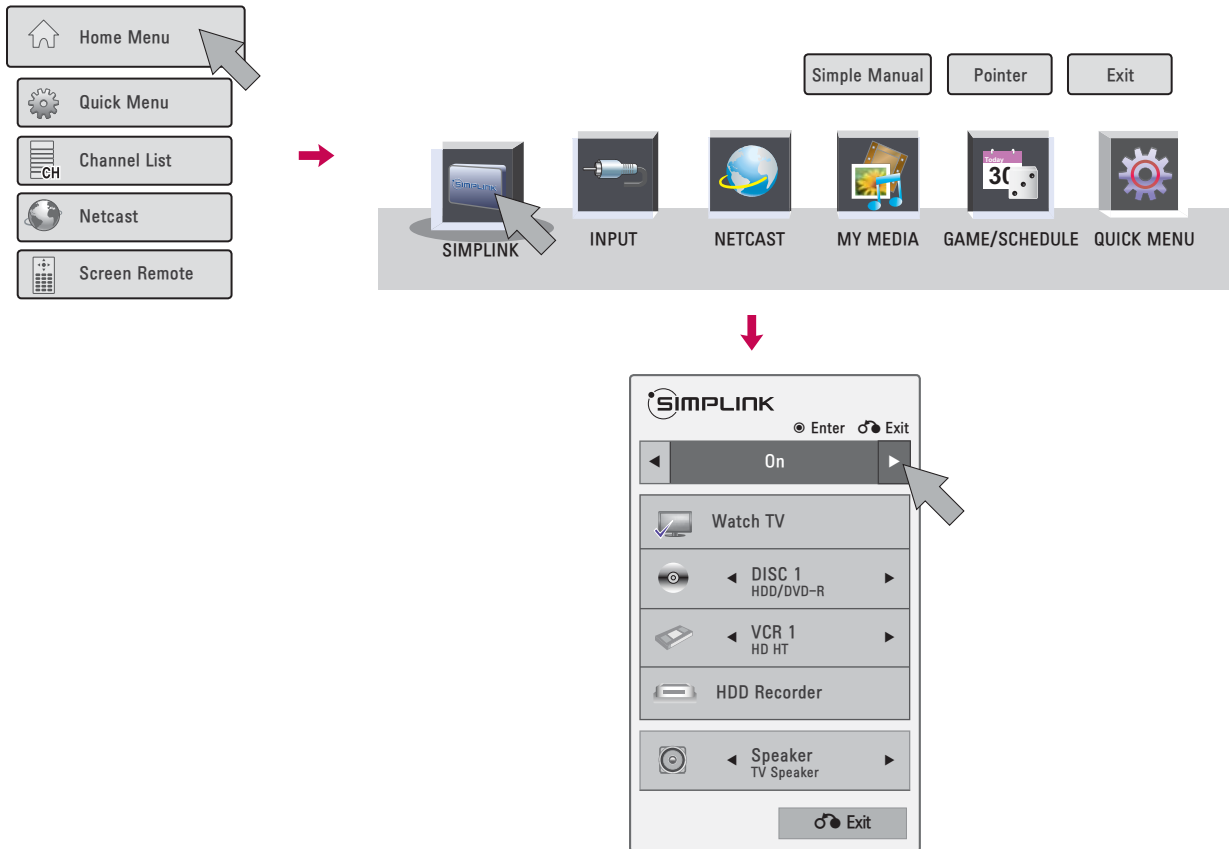 Home Menu
Quick Menu
CH
Channel List
Netcast
Screen Remote
Simple Manual
Pointer
Exit
SIMPLINK
Today
30
SIMPLINK
INPUT
NETCAST
MY MEDIA
GAME/SCHEDULE
QUICK MENU
SIMPLINK
Enter
Exit
On
Watch TV
DISC 1
HDD/DVD-R
VCR 1
HD HT
HDD Recorder
Speaker
TV Speaker
Exit